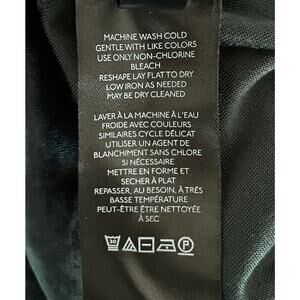 MACHINE WASH COLD
GENTLE WITH LIKE COLORS
USE ONLY NON-CHLORINE
BLEACH
RESHAPE LAY FLAT TO DRY
LOW IRON AS NEEDED
MAY BE DRY CLEANED
LAVER À LA MACHINE À L'EAU
FROIDE AVEC COULEURS
SIMILAIRES CYCLE DÉLICAT
UTILISER UN AGENT DE
BLANCHIMENT SANS CHLORE
SI NÉCESSAIRE
METTRE EN FORME ET
SECHER À PLAT
REPASSER, AU BESOIN, À TRÈS
BASSE TEMPÉRATURE
PEUT-ÊTRE ÊTRE NETTOYÉE
À SEC
30 P